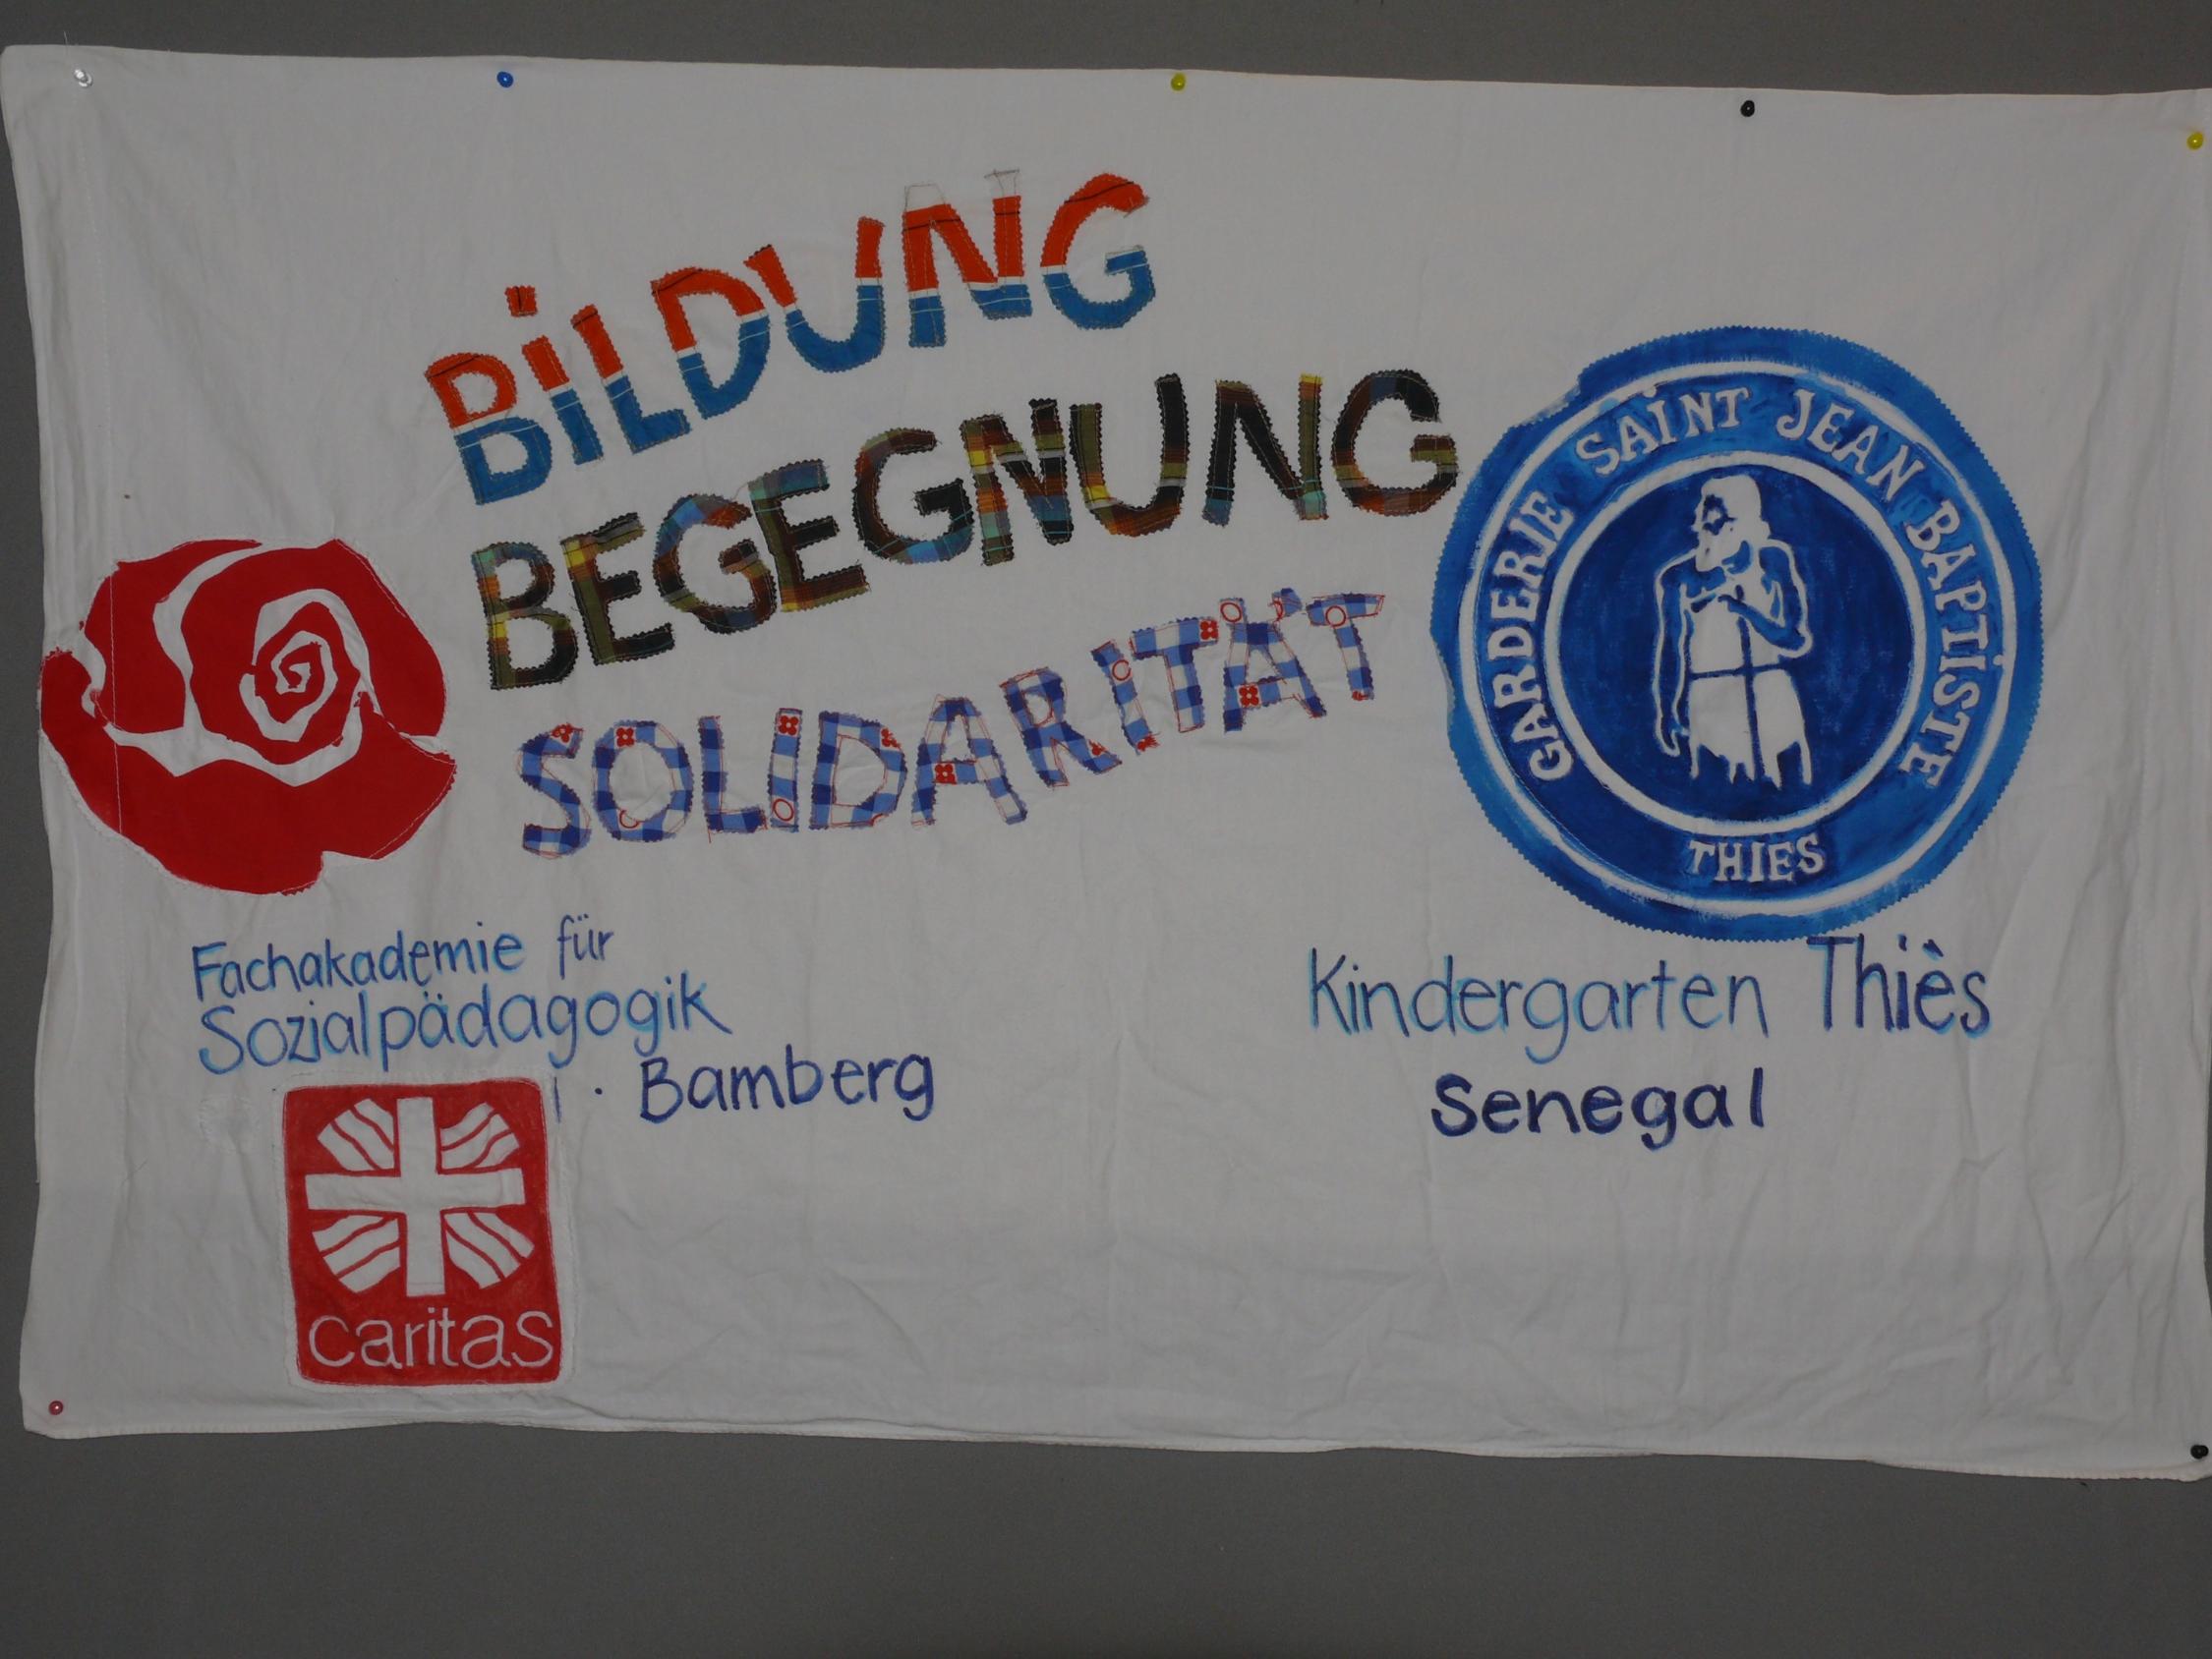 BiLDUNG
BEGEGNUNG
SOLIDARITÄT
GARDERIE SAiNT JEAN BAPTiSTE
THIES
Fachakademie für
Sozialpädagogik
· Bamberg
caritas
Kindergarten Thiès
Senegal